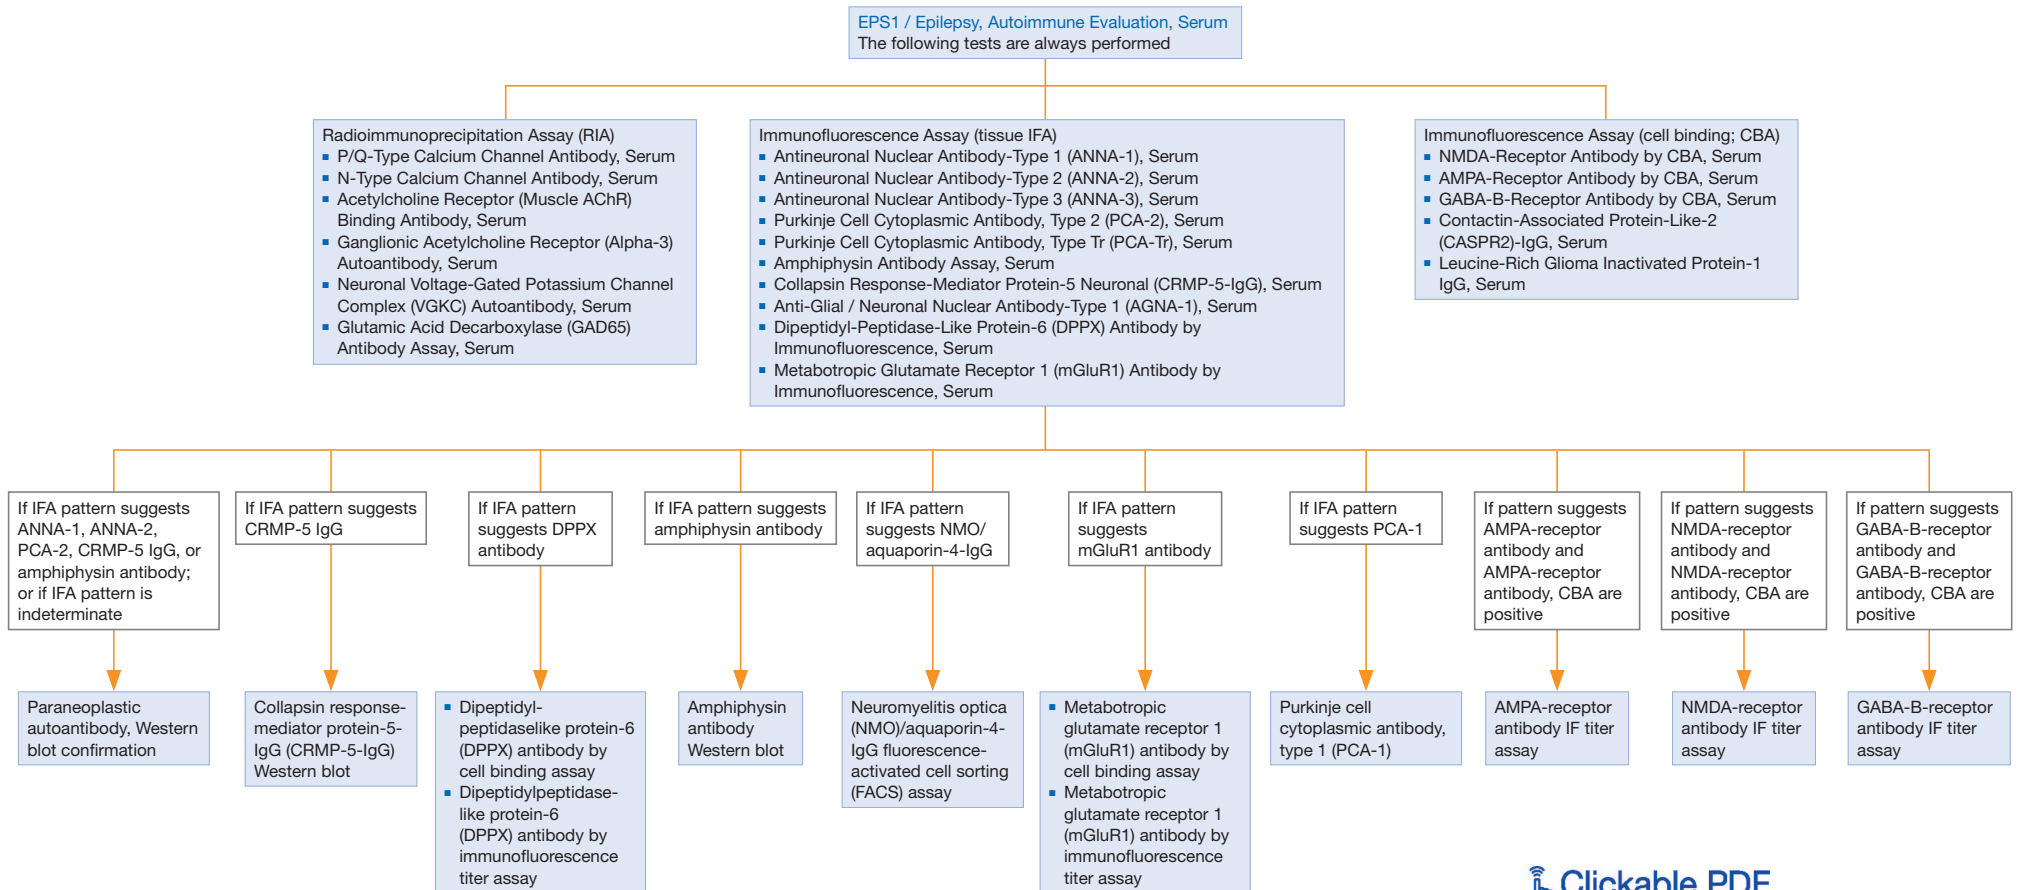 EPS1 / Epilepsy, Autoimmune Evaluation, Serum
The following tests are always performed
Radioimmunoprecipitation Assay (RIA)
▪ P/Q-Type Calcium Channel Antibody, Serum
▪ N-Type Calcium Channel Antibody, Serum
▪ Acetylcholine Receptor (Muscle AChR)
Binding Antibody, Serum
▪ Ganglionic Acetylcholine Receptor (Alpha-3)
Autoantibody, Serum
▪ Neuronal Voltage-Gated Potassium Channel
Complex (VGKC) Autoantibody, Serum
▪ Glutamic Acid Decarboxylase (GAD65)
Antibody Assay, Serum
Immunofluorescence Assay (tissue IFA)
▪ Antineuronal Nuclear Antibody-Type 1 (ANNA-1), Serum
▪ Antineuronal Nuclear Antibody-Type 2 (ANNA-2), Serum
▪ Antineuronal Nuclear Antibody-Type 3 (ANNA-3), Serum
▪ Purkinje Cell Cytoplasmic Antibody, Type 2 (PCA-2), Serum
▪ Purkinje Cell Cytoplasmic Antibody, Type Tr (PCA-Tr), Serum
▪ Amphiphysin Antibody Assay, Serum
▪ Collapsin Response-Mediator Protein-5 Neuronal (CRMP-5-IgG), Serum
▪ Anti-Glial / Neuronal Nuclear Antibody-Type 1 (AGNA-1), Serum
▪ Dipeptidyl-Peptidase-Like Protein-6 (DPPX) Antibody by
Immunofluorescence, Serum
▪ Metabotropic Glutamate Receptor 1 (mGluR1) Antibody by
Immunofluorescence, Serum
Immunofluorescence Assay (cell binding; CBA)
▪ NMDA-Receptor Antibody by CBA, Serum
▪ AMPA-Receptor Antibody by CBA, Serum
▪ GABA-B-Receptor Antibody by CBA, Serum
▪ Contactin-Associated Protein-Like-2
(CASPR2)-IgG, Serum
▪ Leucine-Rich Glioma Inactivated Protein-1
IgG, Serum
If IFA pattern suggests
ANNA-1, ANNA-2,
PCA-2, CRMP-5 IgG, or
amphiphysin antibody;
or if IFA pattern is
indeterminate
If IFA pattern suggests
CRMP-5 IgG
If IFA pattern
suggests DPPX
antibody
If IFA pattern suggests
amphiphysin antibody
If IFA pattern
suggests NMO/
aquaporin-4-IgG
If IFA pattern
suggests
mGluR1 antibody
If IFA pattern
suggests PCA-1
If pattern suggests
AMPA-receptor
antibody and
AMPA-receptor
antibody, CBA are
positive
If pattern suggests
NMDA-receptor
antibody and
NMDA-receptor
antibody, CBA are
positive
If pattern suggests
GABA-B-receptor
antibody and
GABA-B-receptor
antibody, CBA are
positive
Paraneoplastic
autoantibody, Western
blot confirmation
Collapsin response-
mediator protein-5-
IgG (CRMP-5-IgG)
Western blot
▪ Dipeptidyl-
peptidaselike protein-6
(DPPX) antibody by
cell binding assay
▪ Dipeptidylpeptidase-
like protein-6
(DPPX) antibody by
immunofluorescence
titer assay
Amphiphysin
antibody
Western blot
Neuromyelitis optica
(NMO)/aquaporin-4-
IgG fluorescence-
activated cell sorting
(FACS) assay
▪ Metabotropic
glutamate receptor 1
(mGluR1) antibody by
cell binding assay
▪ Metabotropic
glutamate receptor 1
(mGluR1) antibody by
immunofluorescence
titer assay
Purkinje cell
cytoplasmic antibody,
type 1 (PCA-1)
AMPA-receptor
antibody IF titer
assay
NMDA-receptor
antibody IF titer
assay
GABA-B-receptor
antibody IF titer
assay
Clickable PDF